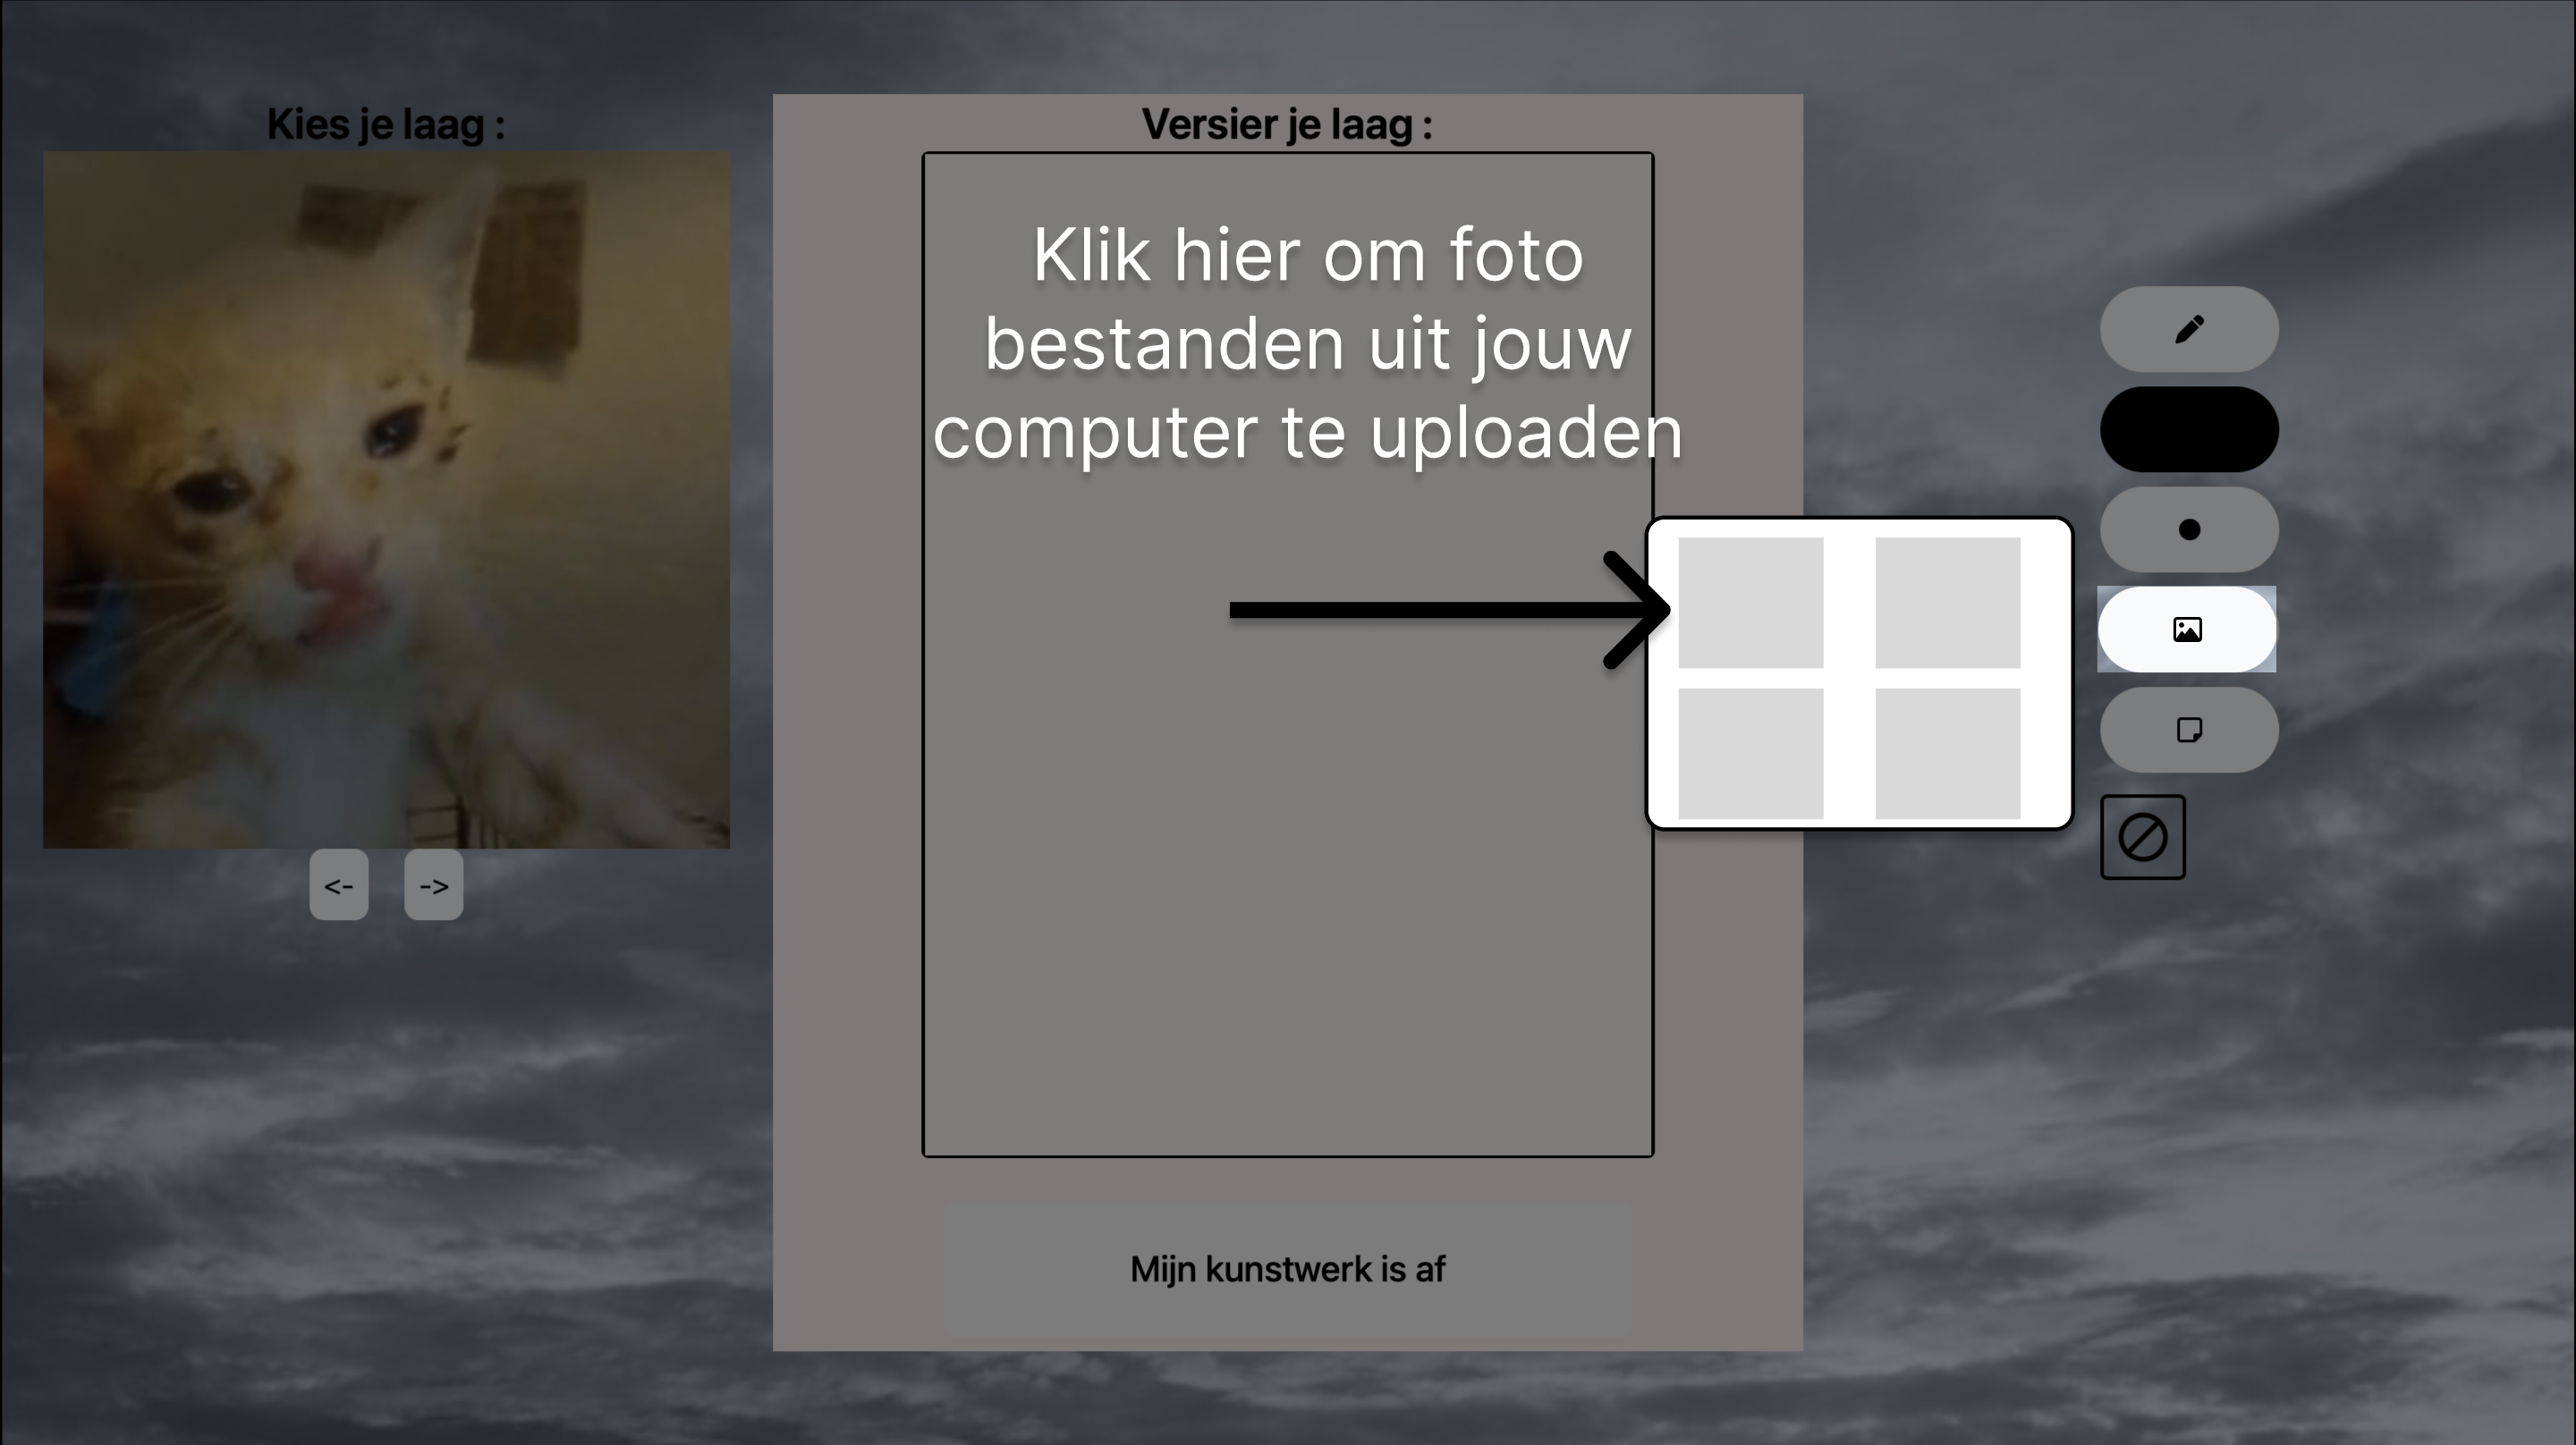 Kies je laag :
<-
->
Versier je laag :
Klik hier om foto
bestanden uit jouw
computer te uploaden
Mijn kunstwerk is af